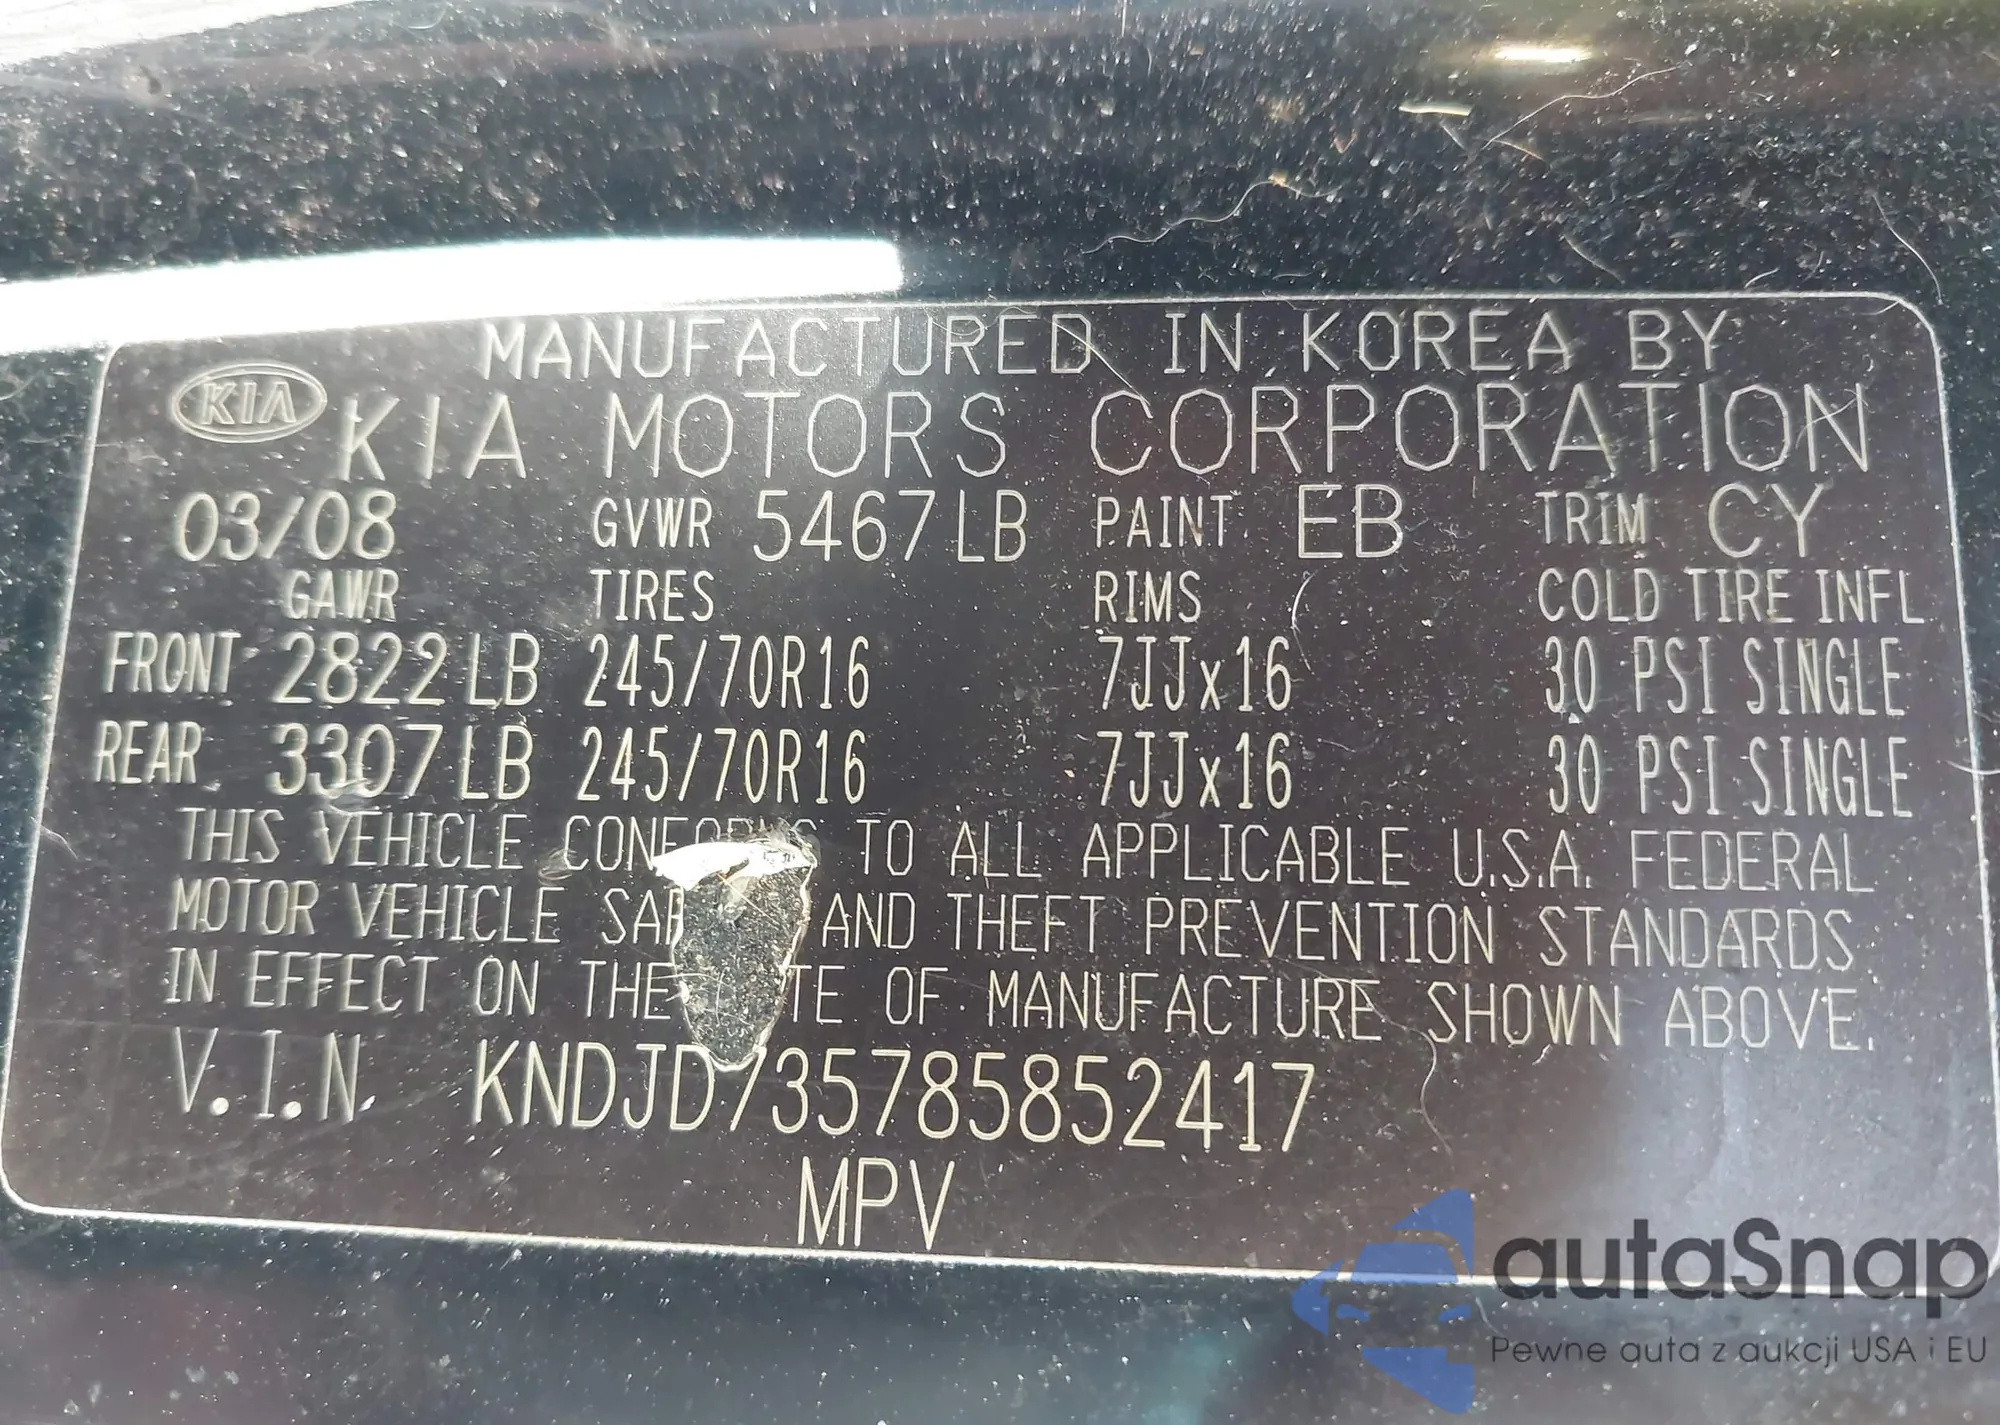 MANUFACTURED IN KOREA BY
KIA KIA MOTORS CORPORATION
03/08 GVWR 5467LB PAINT EB TRIM CY
GAWR TIRES RIMS COLD TIRE INFL
FRONT 2822LB 245/70R16 7JJx16 30 PSI SINGLE
REAR 3307LB 245/70R16 7JJx16 30 PSI SINGLE
THIS VEHICLE CONFORMS TO ALL APPLICABLE U.S.A. FEDERAL
MOTOR VEHICLE AND THEFT PREVENTION STANDARDS
IN EFFECT ON THE OF MANUFACTURE SHOWN ABOVE.
V.I.N. KNDJD735785852417
MPV
autaSnap
Pewne auta z aukcji USA i EU